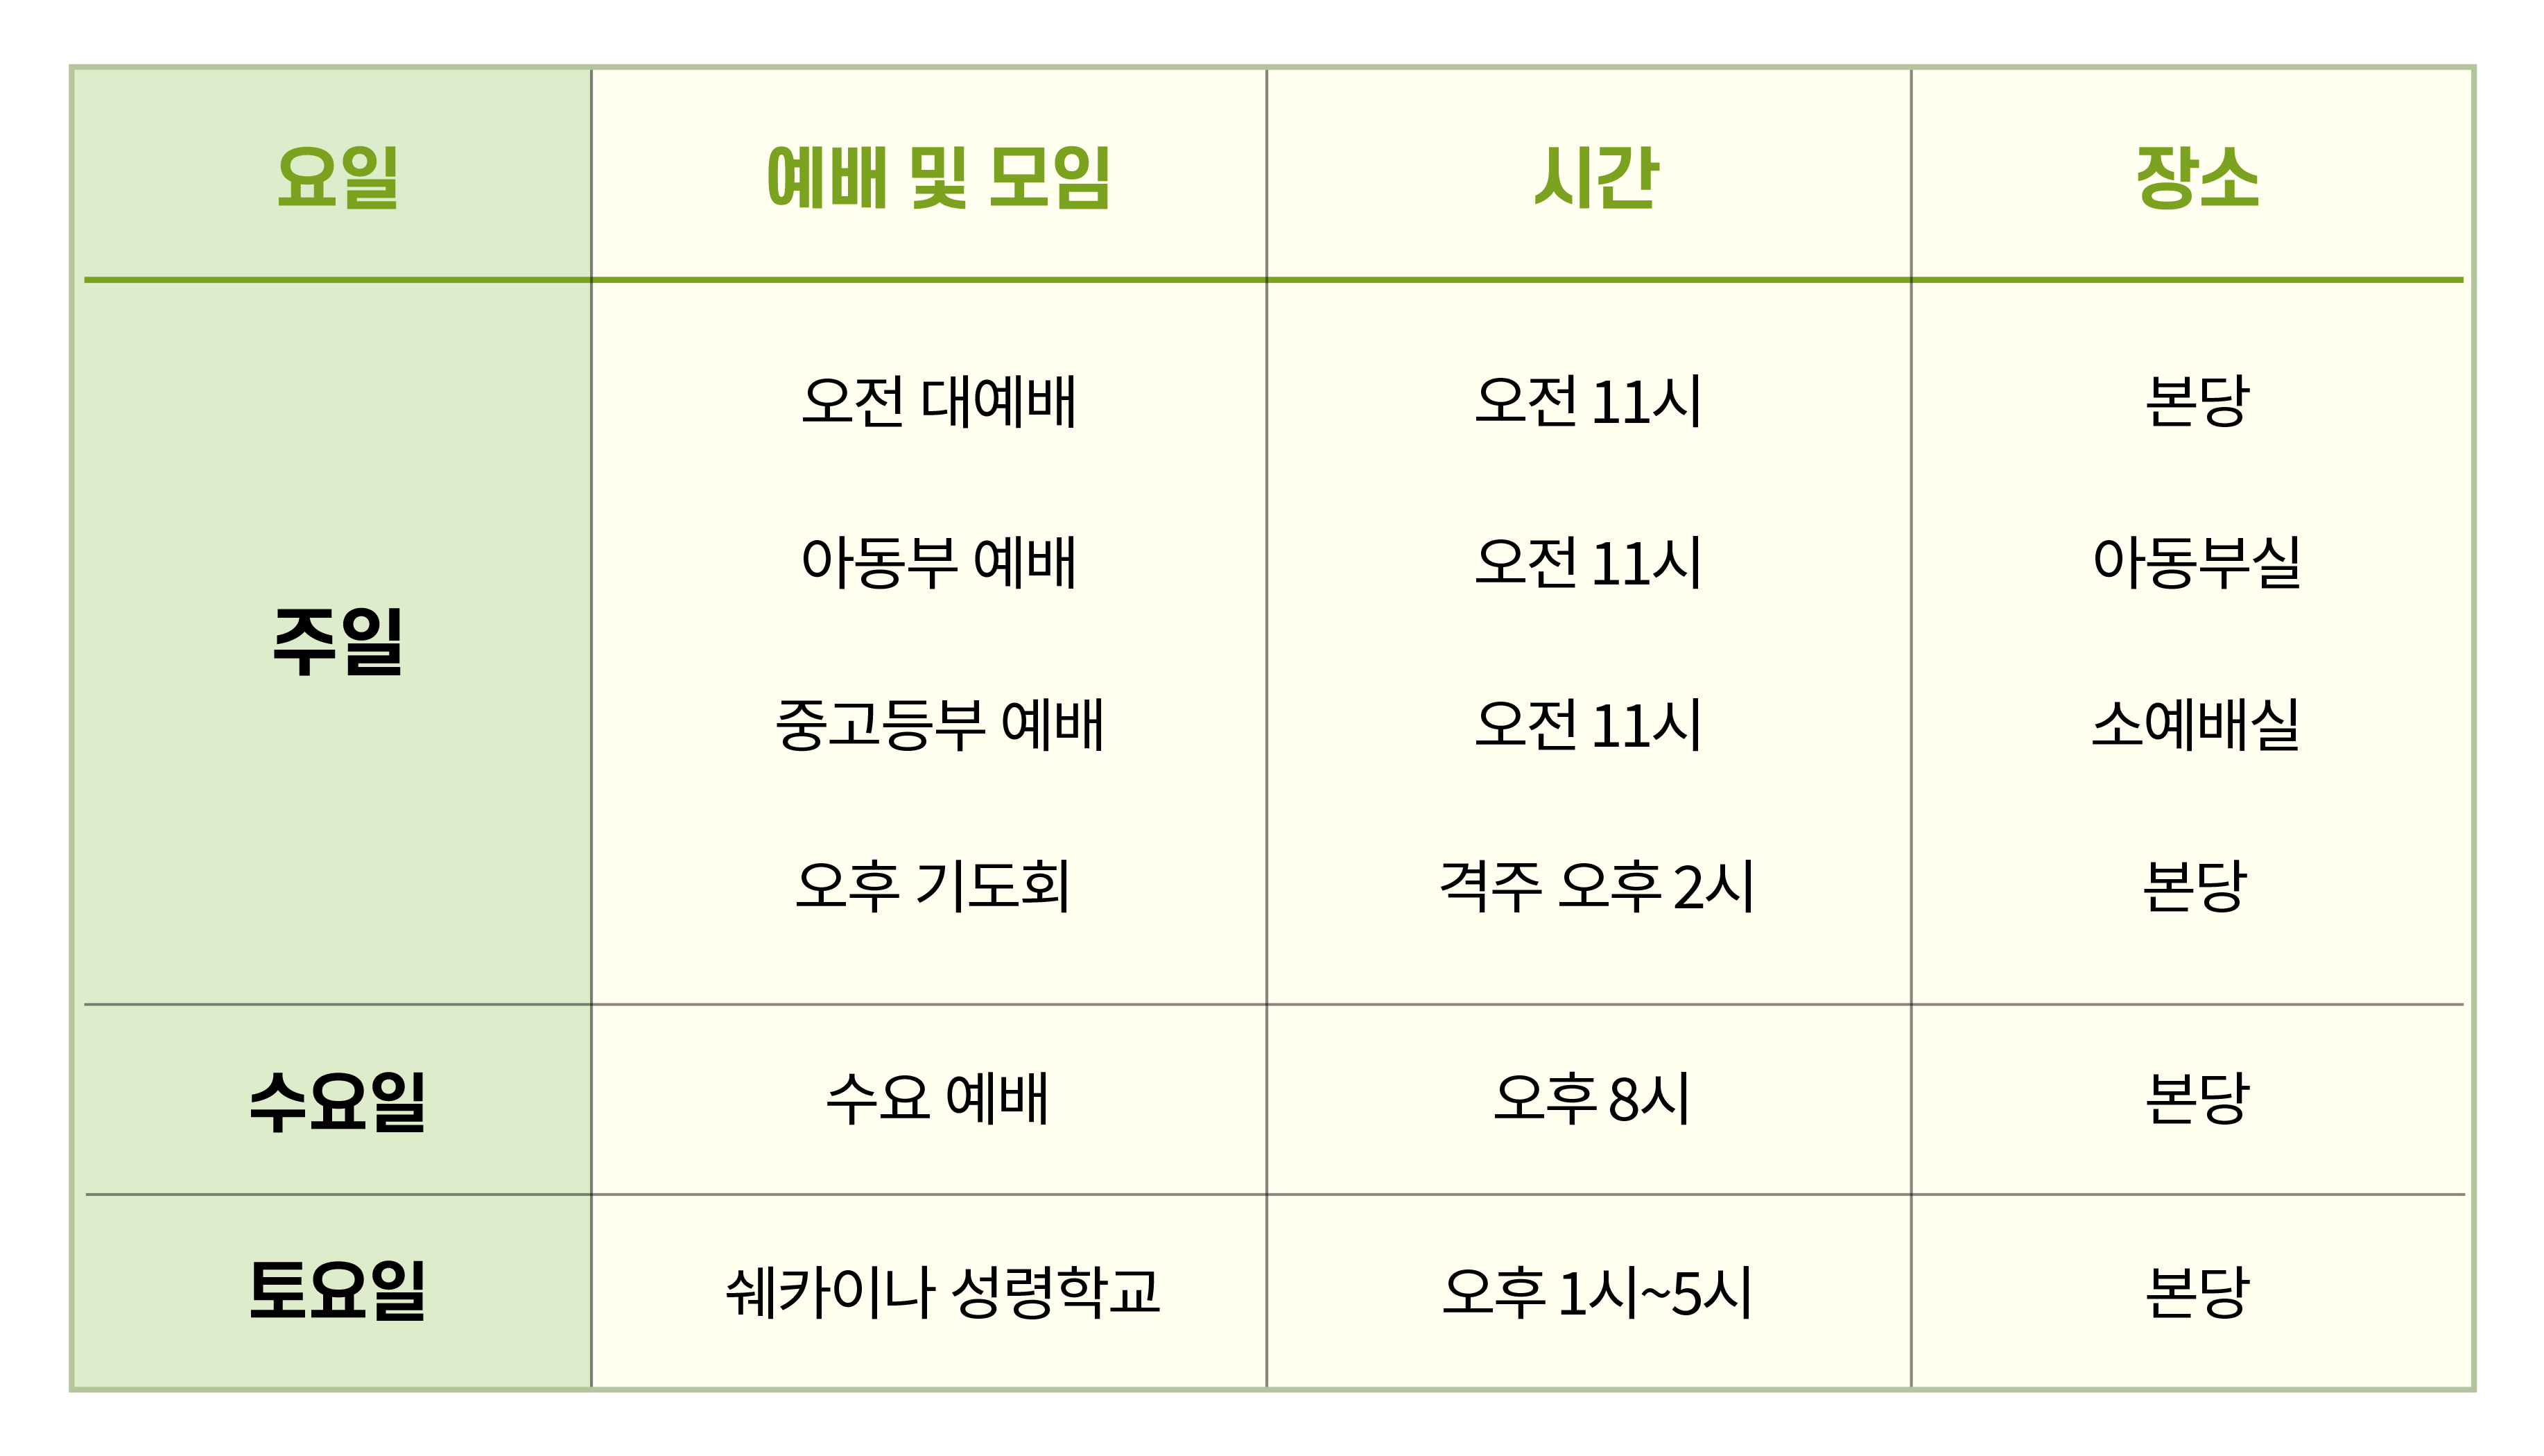 요일 예배 및 모임 시간 장소
오전 대예배 오전 11시 본당
아동부 예배 오전 11시 아동부실
주일
중고등부 예배 오전 11시 소예배실
오후 기도회 격주 오후 2시 본당
수요일 수요 예배 오후 8시 본당
토요일 쉐카이나 성령학교 오후 1시~5시 본당